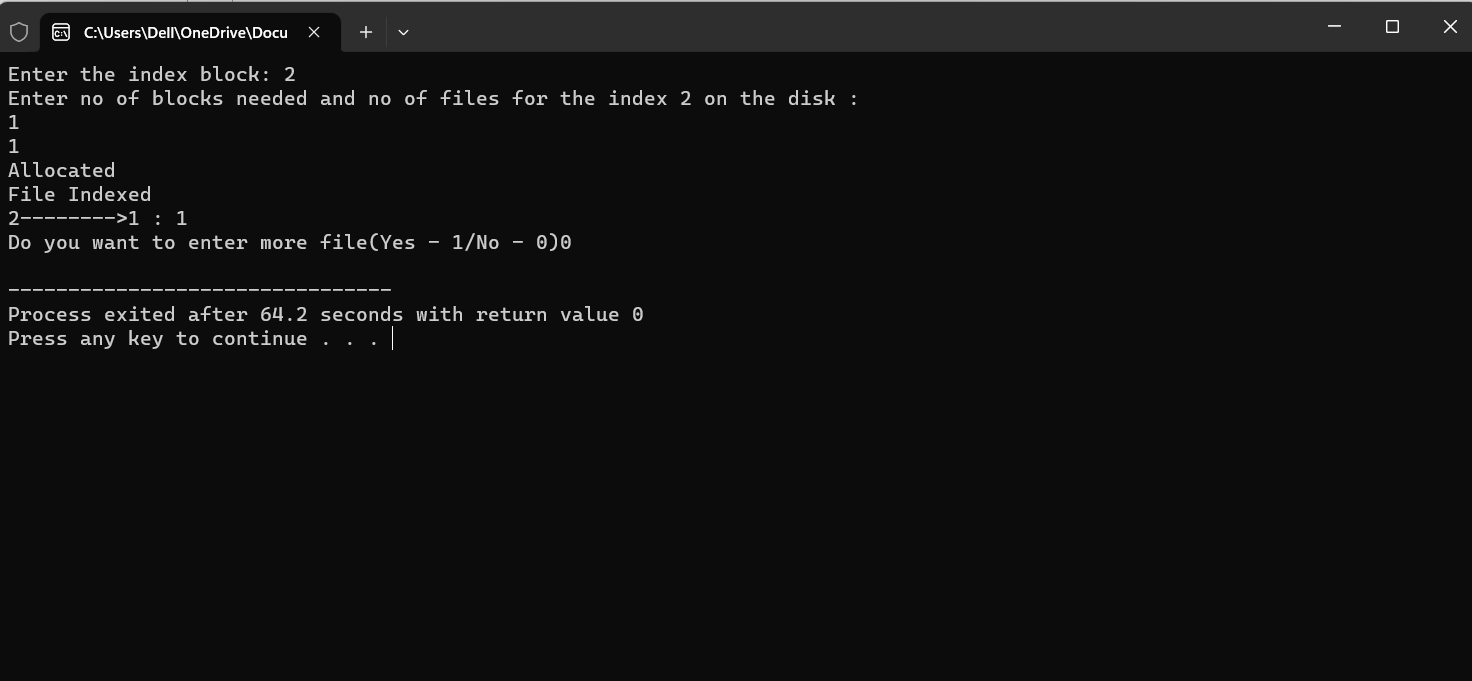 C:\Users\Dell\OneDrive\Docu
Enter the index block: 2
Enter no of blocks needed and no of files for the index 2 on the disk :
1
1
Allocated
File Indexed
2-------->1 : 1
Do you want to enter more file(Yes - 1/No - 0)0
--------------------------------
Process exited after 64.2 seconds with return value 0
Press any key to continue . . .